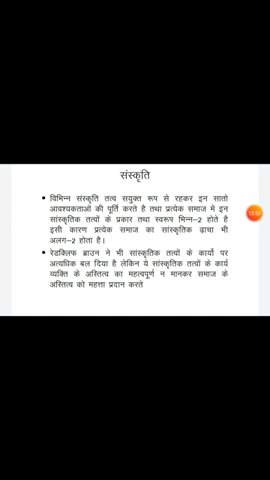 संस्कृति
• विभिन्न संस्कृति तत्व सयुक्त रूप से रहकर इन सातो
आवश्यकताओं की पूर्ति करते है तथा प्रत्येक समाज में इन
सांस्कृतिक तत्वों के प्रकार तथा स्वरूप भिन्न–2 होते है
इसी कारण प्रत्येक समाज का सांस्कृतिक ढ़ाचा भी
अलग–2 होता है।
• रेडक्लिफ ब्राउन ने भी सांस्कृतिक तत्वों के कार्यो पर
अत्यधिक बल दिया है लेकिन ये सांस्कृतिक तत्वों के कार्य
व्यक्ति के अस्तित्व का महत्वपूर्ण न मानकर समाज के
अस्तित्व को महत्ता प्रदान करते